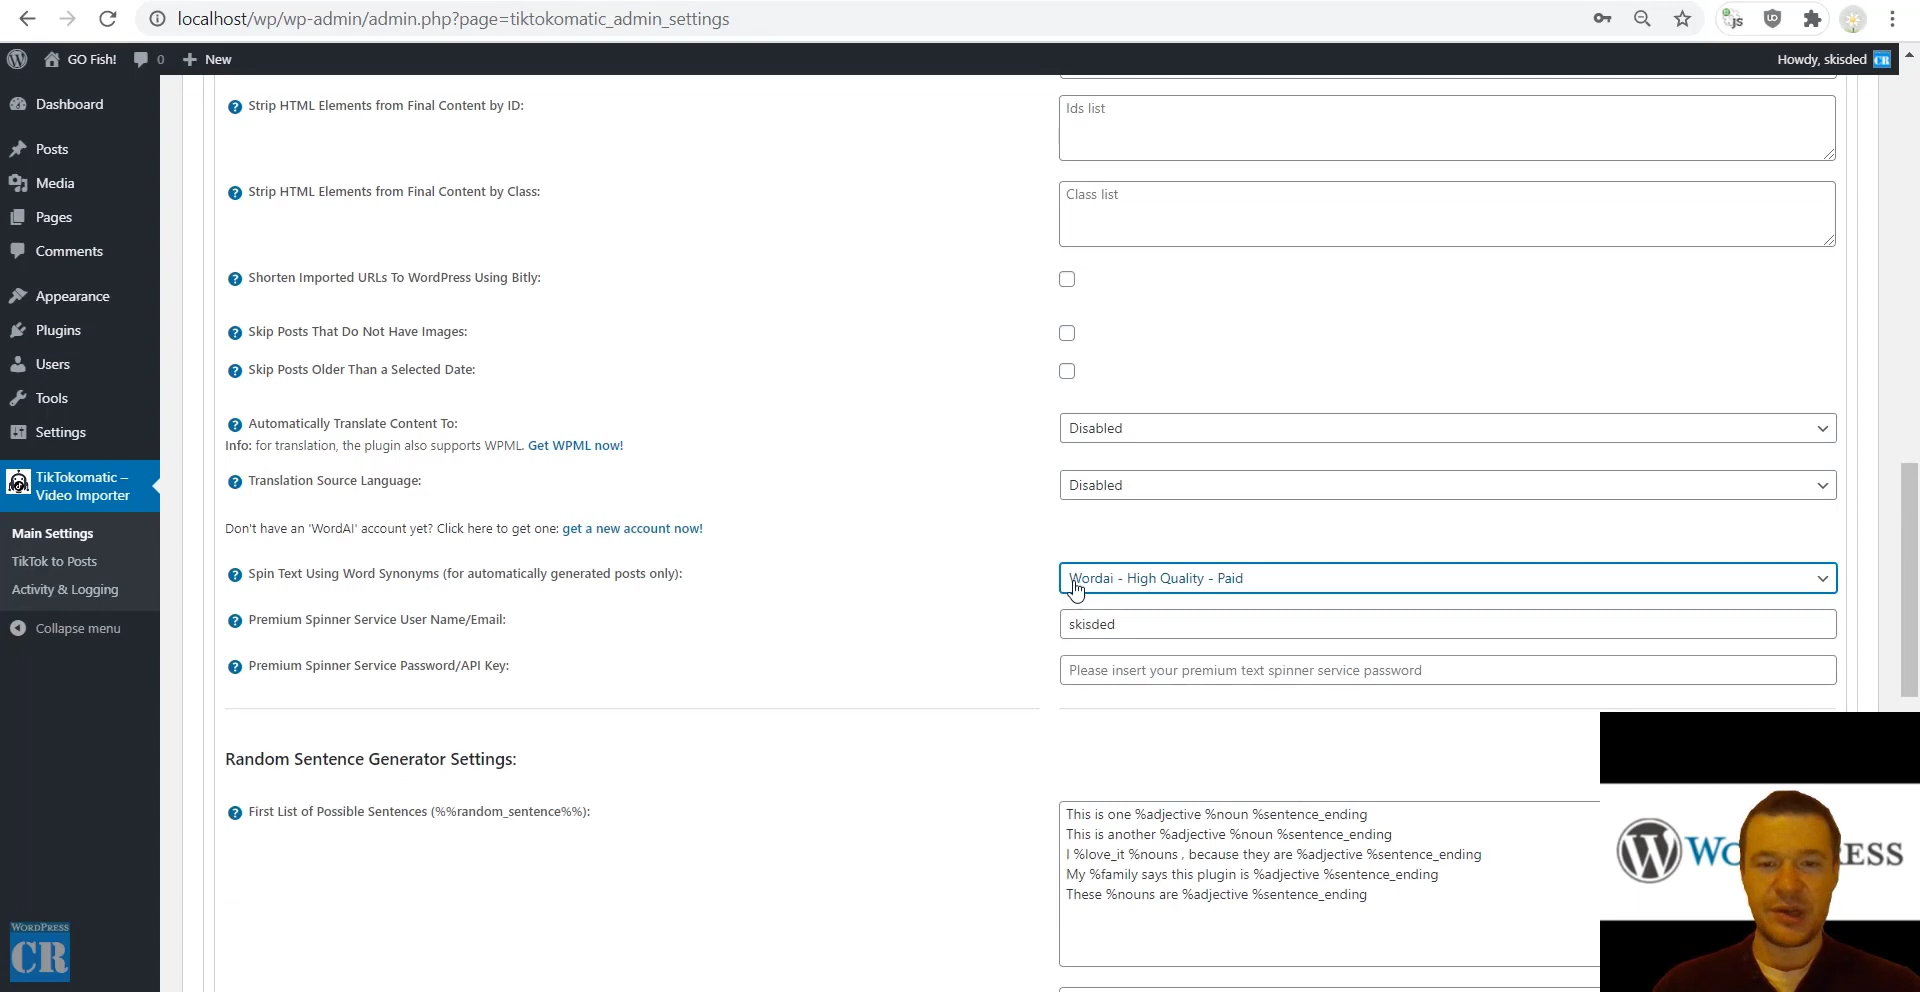 localhost/wp/wp-admin/admin.php?page=tiktokomatic_admin_settings
GO Fish!
0
New
Howdy, skisded
Dashboard
Posts
Media
Pages
Comments
Appearance
Plugins
Users
Tools
Settings
TikTokomatic –
Video Importer
Main Settings
TikTok to Posts
Activity & Logging
Collapse menu
Strip HTML Elements from Final Content by ID:
Ids list
Strip HTML Elements from Final Content by Class:
Class list
Shorten Imported URLs To WordPress Using Bitly:
Skip Posts That Do Not Have Images:
Skip Posts Older Than a Selected Date:
Automatically Translate Content To:
Disabled
Info: for translation, the plugin also supports WPML. Get WPML now!
Translation Source Language:
Disabled
Don't have an 'WordAI' account yet? Click here to get one: get a new account now!
Spin Text Using Word Synonyms (for automatically generated posts only):
Wordai - High Quality - Paid
Premium Spinner Service User Name/Email:
skisded
Premium Spinner Service Password/API Key:
Please insert your premium text spinner service password
Random Sentence Generator Settings:
First List of Possible Sentences (%%random_sentence%%):
This is one %adjective %noun %sentence_ending
This is another %adjective %noun %sentence_ending
I %love_it %nouns , because they are %adjective %sentence_ending
My %family says this plugin is %adjective %sentence_ending
These %nouns are %adjective %sentence_ending
WORDPRESS
CR